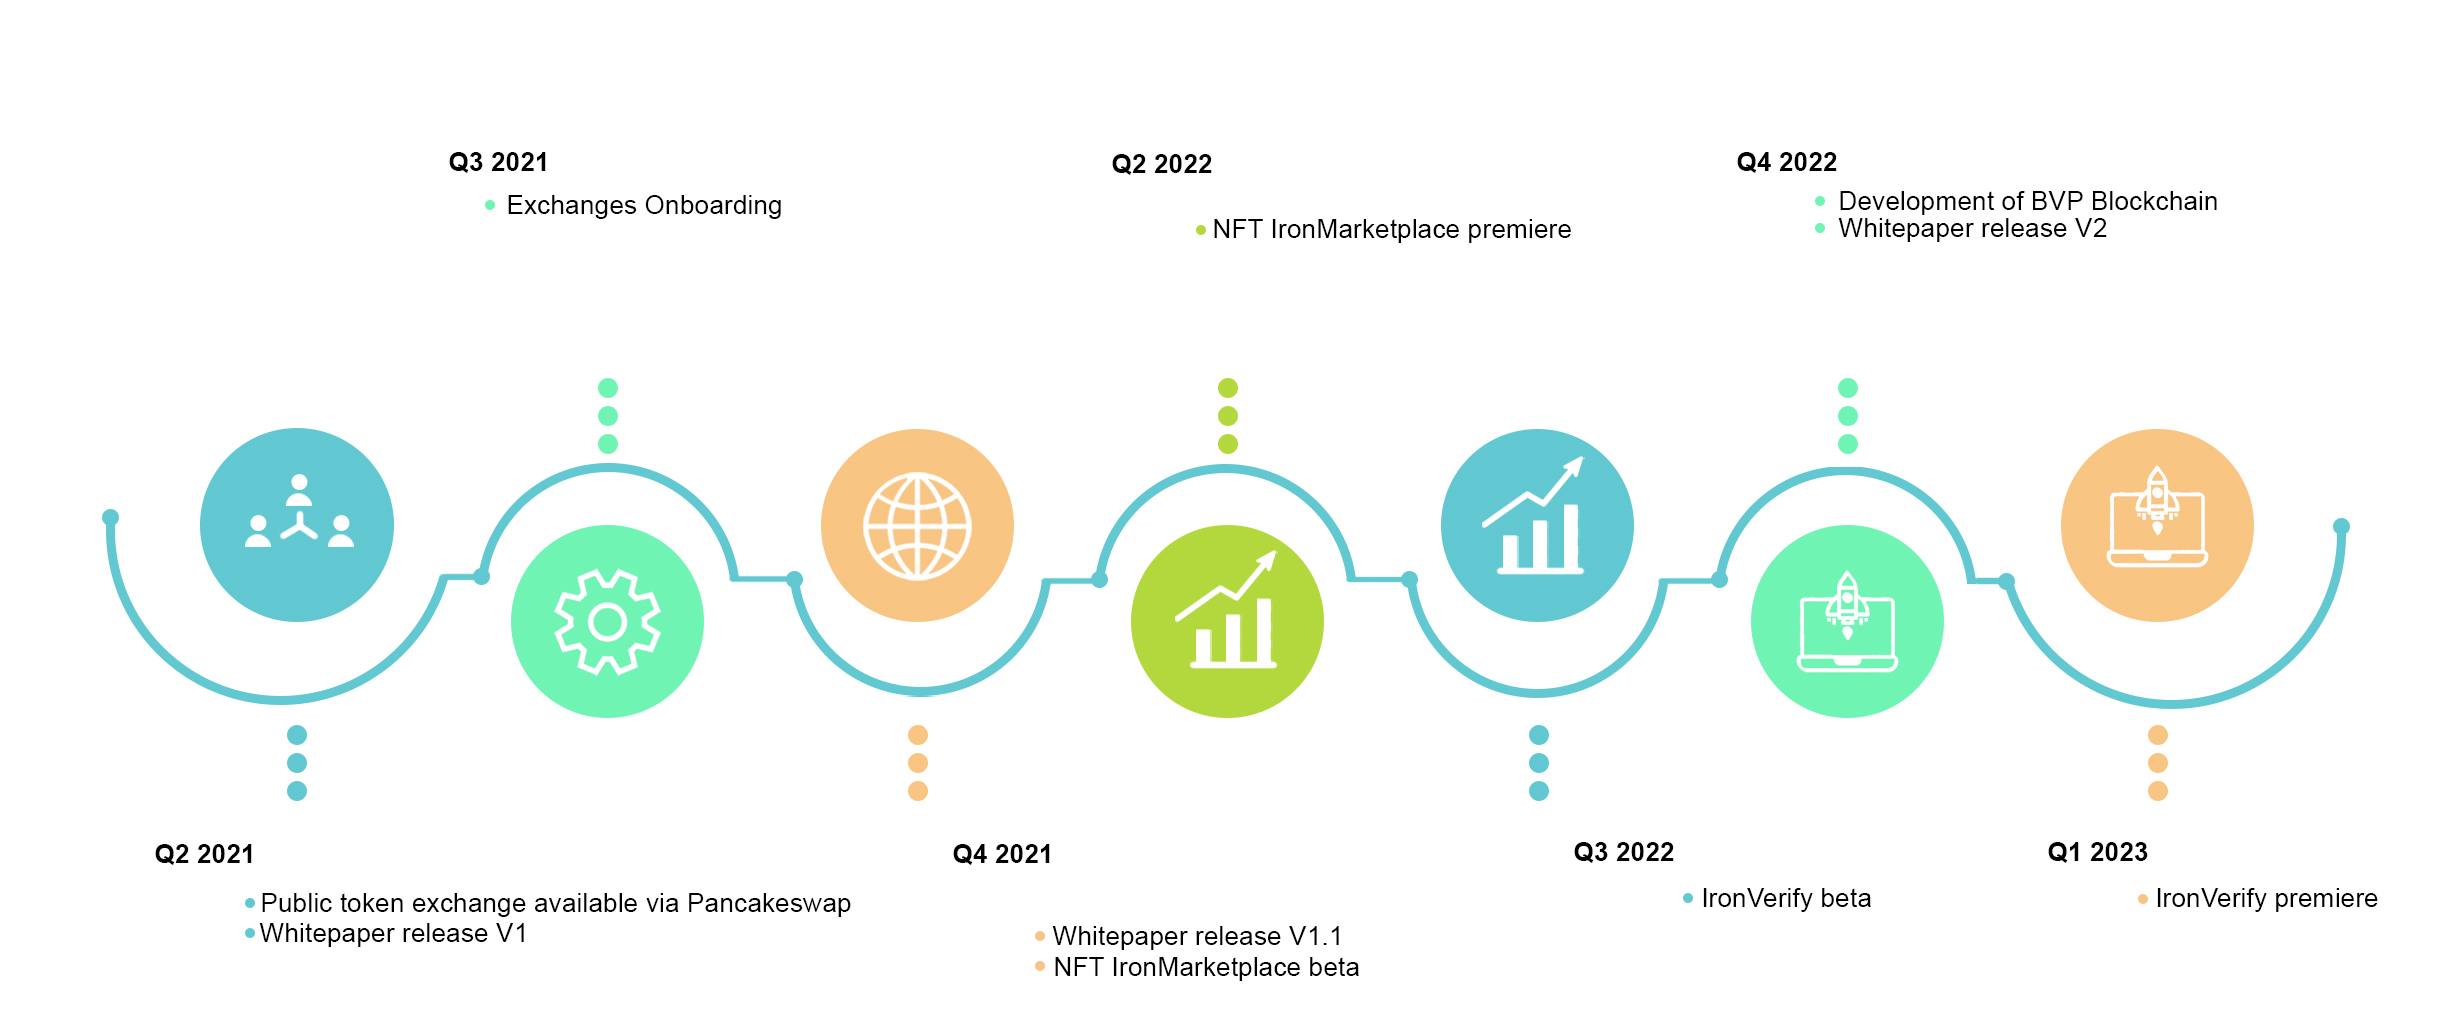 Q3 2021
Exchanges Onboarding
Q2 2022
NFT IronMarketplace premiere
Q4 2022
Development of BVP Blockchain
Whitepaper release V2
Q2 2021
Public token exchange available via Pancakeswap
Whitepaper release V1
Q4 2021
Whitepaper release V1.1
NFT IronMarketplace beta
Q3 2022
IronVerify beta
Q1 2023
IronVerify premiere